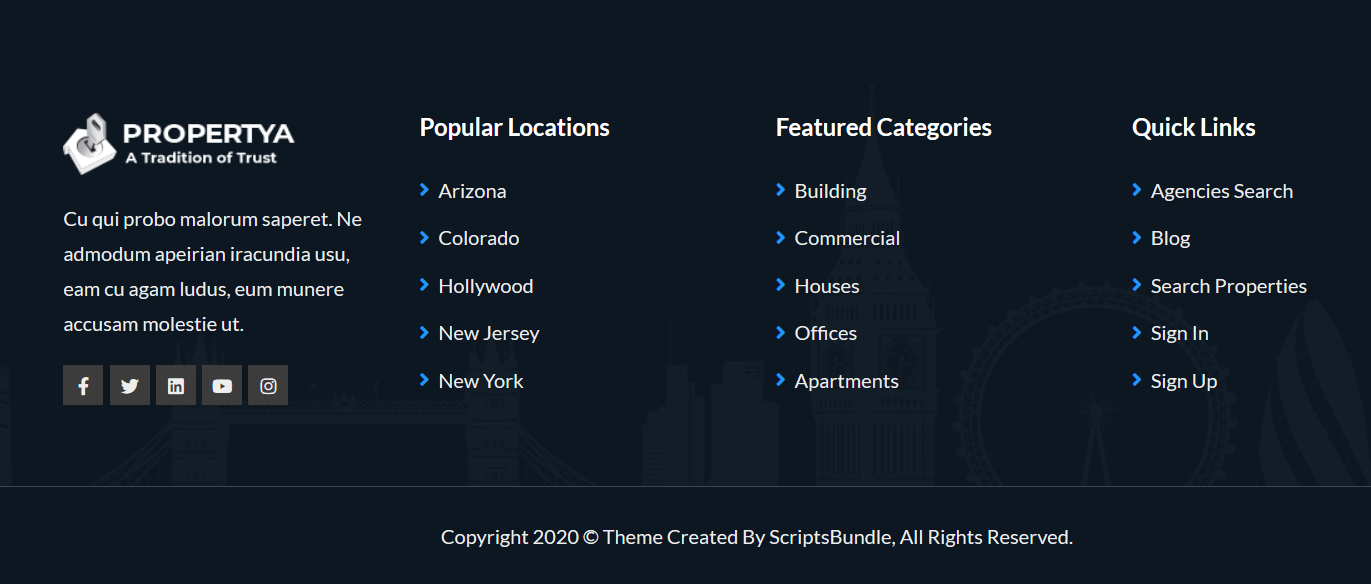 PROPERTYA
A Tradition of Trust
Cu qui probo malorum saperet. Ne
admodum apeirian iracundia usu,
eam cu agam ludus, eum munere
accusam molestie ut.
Popular Locations
Arizona
Colorado
Hollywood
New Jersey
New York
Featured Categories
Building
Commercial
Houses
Offices
Apartments
Quick Links
Agencies Search
Blog
Search Properties
Sign In
Sign Up
Copyright 2020 © Theme Created By ScriptsBundle, All Rights Reserved.